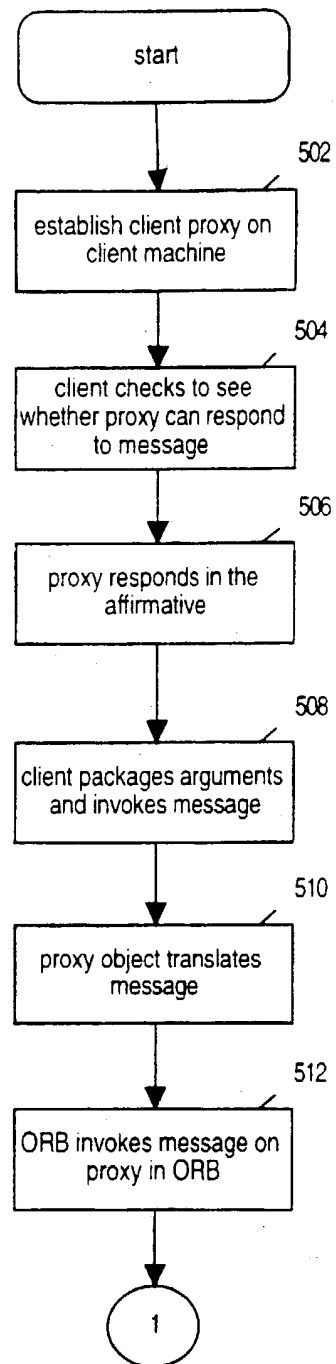 start
502
establish client proxy on
client machine
504
client checks to see
whether proxy can respond
to message
506
proxy responds in the
affirmative
508
client packages arguments
and invokes message
510
proxy object translates
message
512
ORB invokes message on
proxy in ORB
1